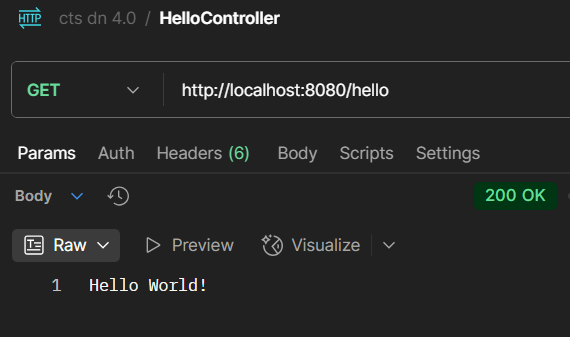 HTTP cts dn 4.0 / HelloController
GET http://localhost:8080/hello
Params Auth Headers (6) Body Scripts Settings
Body 200 OK
Raw Preview Visualize
1 Hello World!